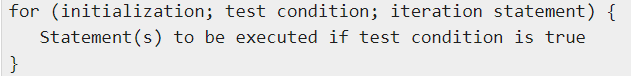 for (initialization; test condition; iteration statement) {
   Statement(s) to be executed if test condition is true
}